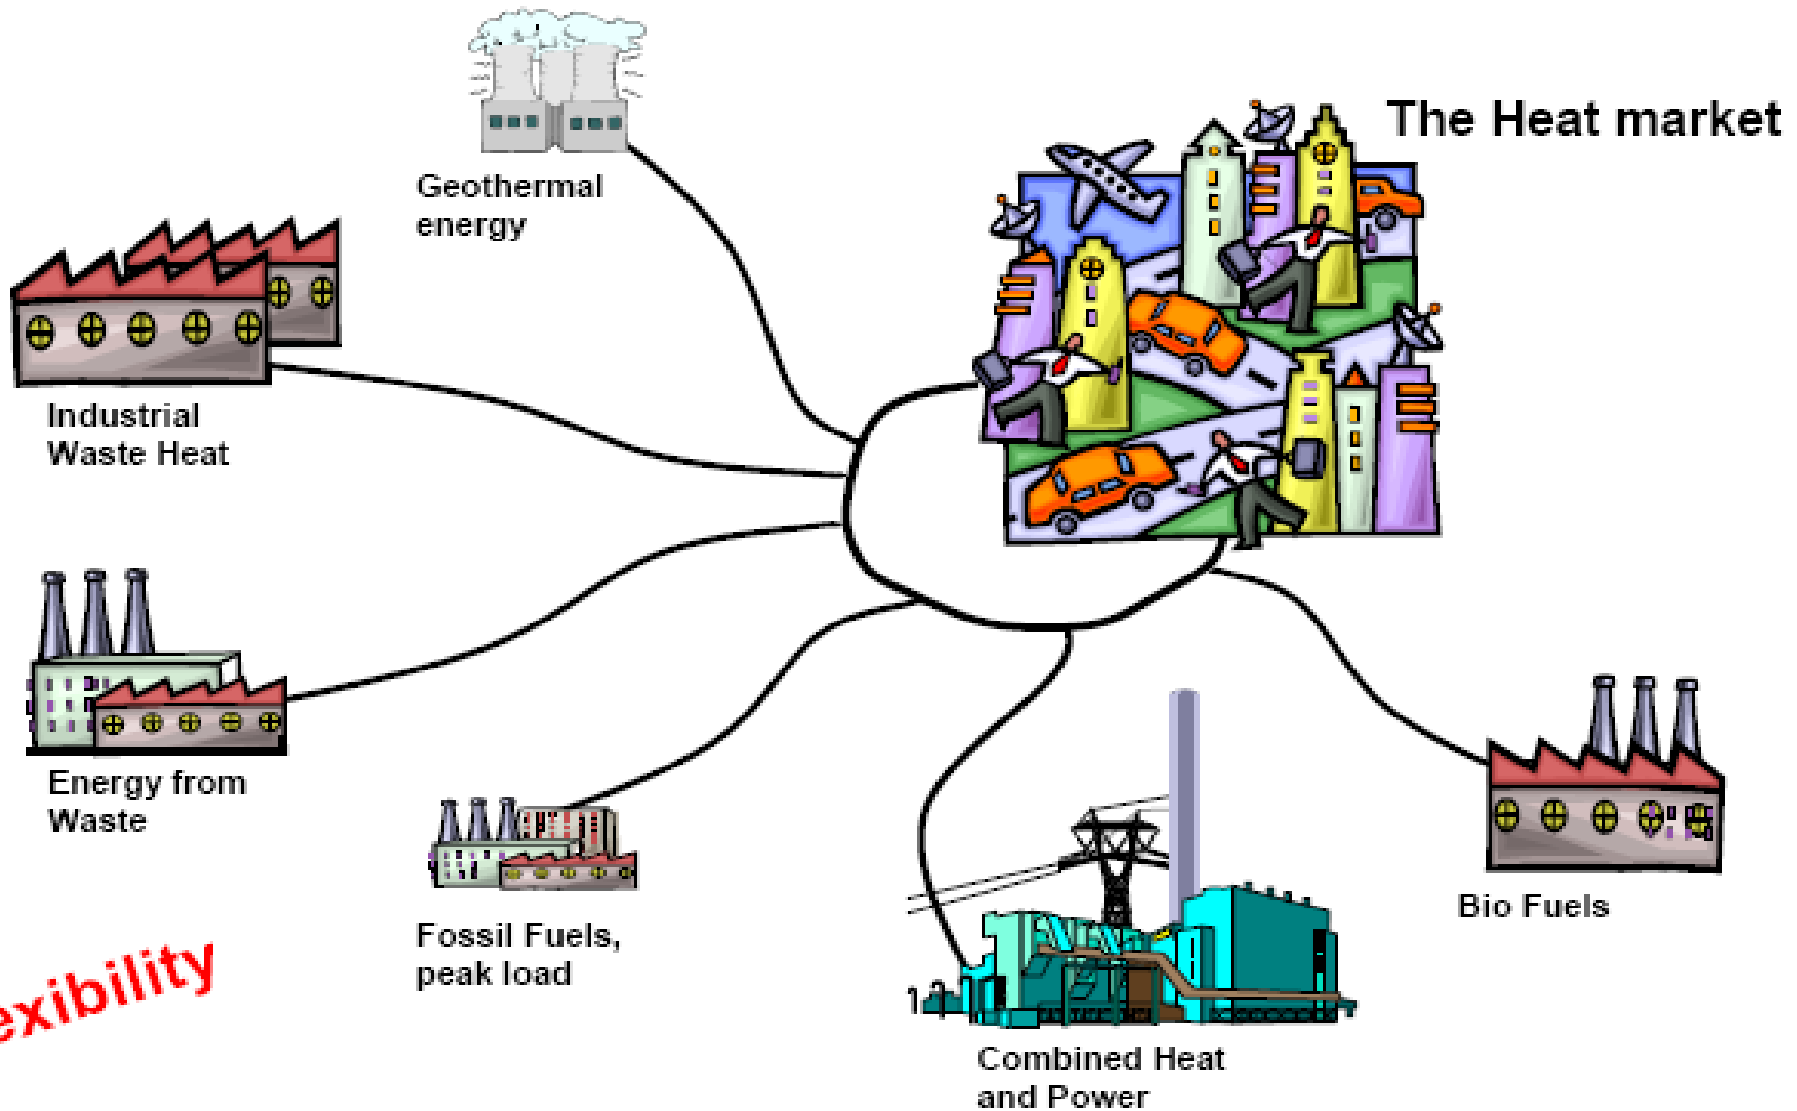 The Heat market
Geothermal
energy
Industrial
Waste Heat
Energy from
Waste
Fossil Fuels,
peak load
Bio Fuels
exibility
Combined Heat
and Power